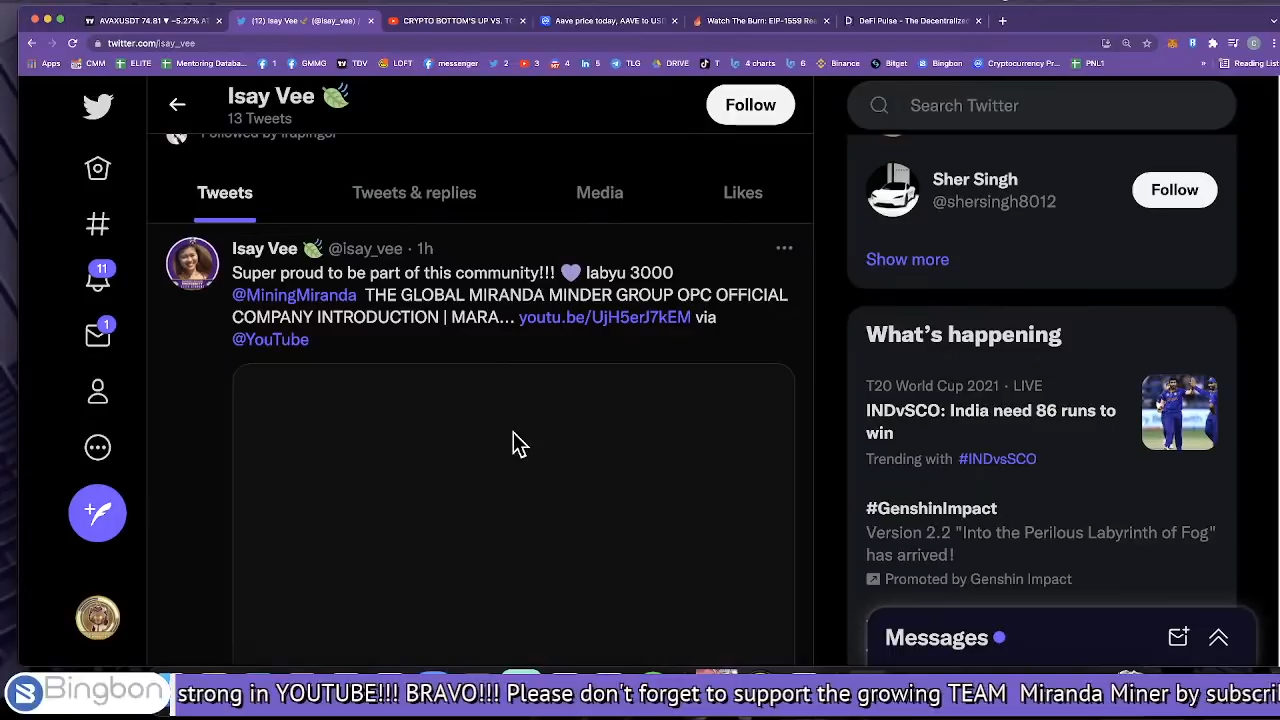 AVAXUSDT 74.81 ▼ −5.27% A
(12) Isay Vee 🍃 (@isay_vee) /
CRYPTO BOTTOM'S UP VS. TO
Aave price today, AAVE to USD
Watch The Burn: EIP-1559 Rea
DeFi Pulse - The Decentralized
twitter.com/isay_vee
Apps CMM ELITE Mentoring Databa... 1 GMMG TDV LOFT messenger 2 3 4 5 TLG DRIVE T 4 charts 6 Binance Bitget Bingbon Cryptocurrency Pr... PNL1 » Reading List
Isay Vee 🍃
13 Tweets
Follow
Search Twitter
Tweets
Tweets & replies
Media
Likes
Sher Singh
@shersingh8012
Follow
Show more
11
1
Isay Vee 🍃 @isay_vee · 1h
Super proud to be part of this community!!! 💜 labyu 3000
@MiningMiranda THE GLOBAL MIRANDA MINDER GROUP OPC OFFICIAL
COMPANY INTRODUCTION | MARA... youtu.be/UjH5erJ7kEM via
@YouTube
What's happening
T20 World Cup 2021 · LIVE
INDvSCO: India need 86 runs to
win
Trending with #INDvsSCO
#GenshinImpact
Version 2.2 "Into the Perilous Labyrinth of Fog"
has arrived!
Promoted by Genshin Impact
Messages
Bingbon
strong in YOUTUBE!!! BRAVO!!! Please don't forget to support the growing TEAM Miranda Miner by subscri